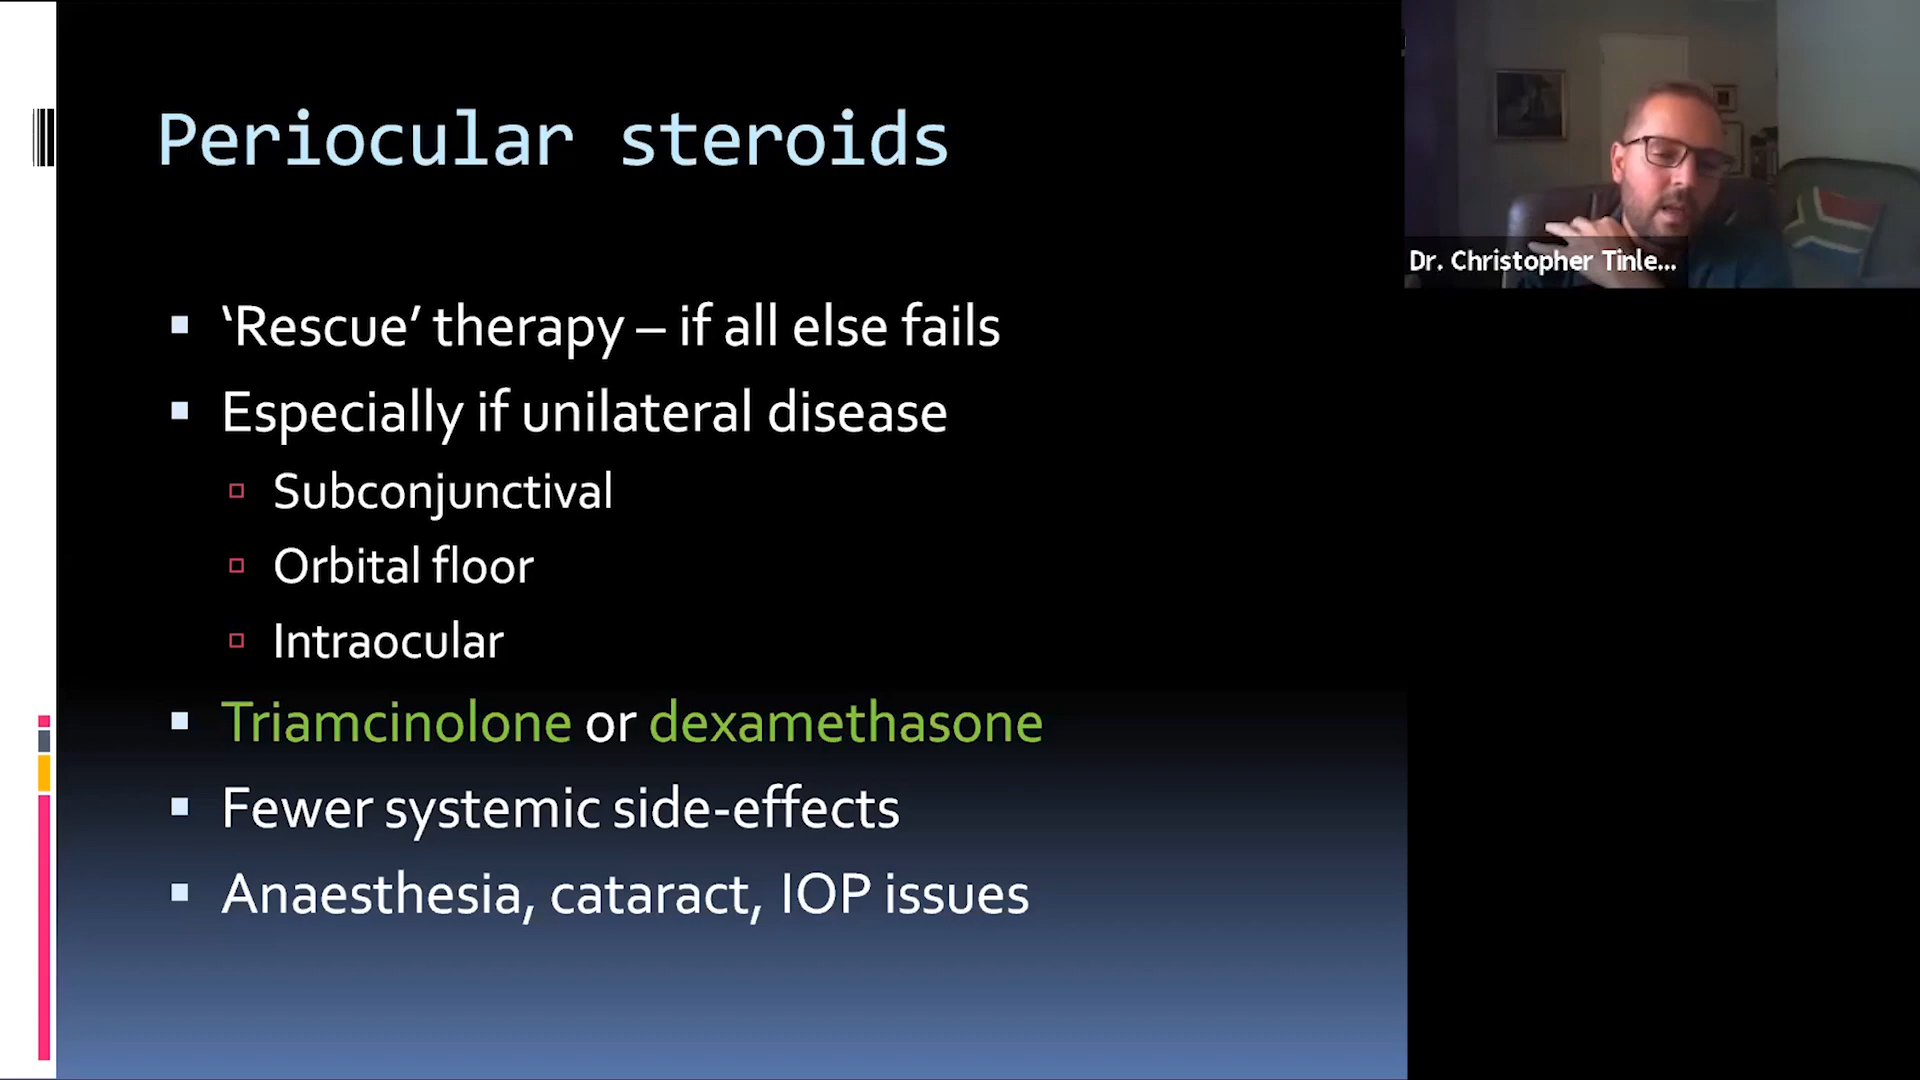 Periocular steroids
‘Rescue’ therapy – if all else fails
Especially if unilateral disease
Subconjunctival
Orbital floor
Intraocular
Triamcinolone or dexamethasone
Fewer systemic side-effects
Anaesthesia, cataract, IOP issues
Dr. Christopher Tinle...